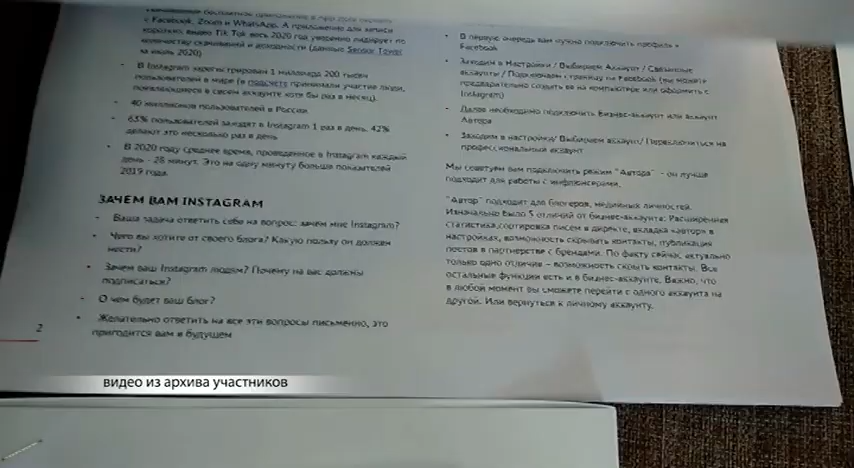 с Facebook, Zoom и WhatsApp. А приложение для записи
коротких видео Tik Tok весь 2020 год уверенно лидирует по
количеству скачиваний и доходности (данные Sensor Tower
за июль 2020)
- В Instagram зарегистрирован 1 миллиард 200 тысяч
пользователей в мире (в подсчете принимали участие люди,
появляющиеся в своем аккаунте хотя бы раз в месяц).
- 40 миллионов пользователей в России
- 63% пользователей заходят в Instagram 1 раз в день, 42%
делают это несколько раз в день
- В 2020 году среднее время, проведенное в Instagram каждый
день - 28 минут. Это на одну минуту больше показателей
2019 года.
ЗАЧЕМ ВАМ INSTAGRAM
- Ваша задача ответить себе на вопрос: зачем мне Instagram?
- Чего вы хотите от своего блога? Какую пользу он должен
нести?
- Зачем ваш Instagram людям? Почему на вас должны
подписаться?
- О чем будет ваш блог?
- Желательно ответить на все эти вопросы письменно, это
пригодится вам в будущем
2
- В первую очередь вам нужно подключить профиль к
Facebook
- Заходим в Настройки / Выбираем Аккаунт / Связанные
аккаунты / Подключаем страницу на Facebook (вы можете
предварительно создать ее на компьютере или оформить с
Instagram)
- Далее необходимо подключить Бизнес-аккаунт или аккаунт
Автора
- Заходим в настройки/ Выбираем аккаунт/ Переключиться на
профессиональный аккаунт
Мы советуем вам подключить режим "Автора" - он лучше
подходит для работы с инфлюенсерами.
"Автор" подходит для блогеров, медийных личностей.
Изначально было 5 отличий от бизнес-аккаунта: Расширенная
статистика,сортировка писем в директе, вкладка «автор» в
настройках, возможность скрывать контакты, публикация
постов в партнерстве с брендами. По факту сейчас актуально
только одно отличие – возможность скрыть контакты. Все
остальные функции есть и в бизнес-аккаунте. Важно, что
в любой момент вы сможете перейти с одного аккаунта на
другой. Или вернуться к личному аккаунту.
видео из архива участников